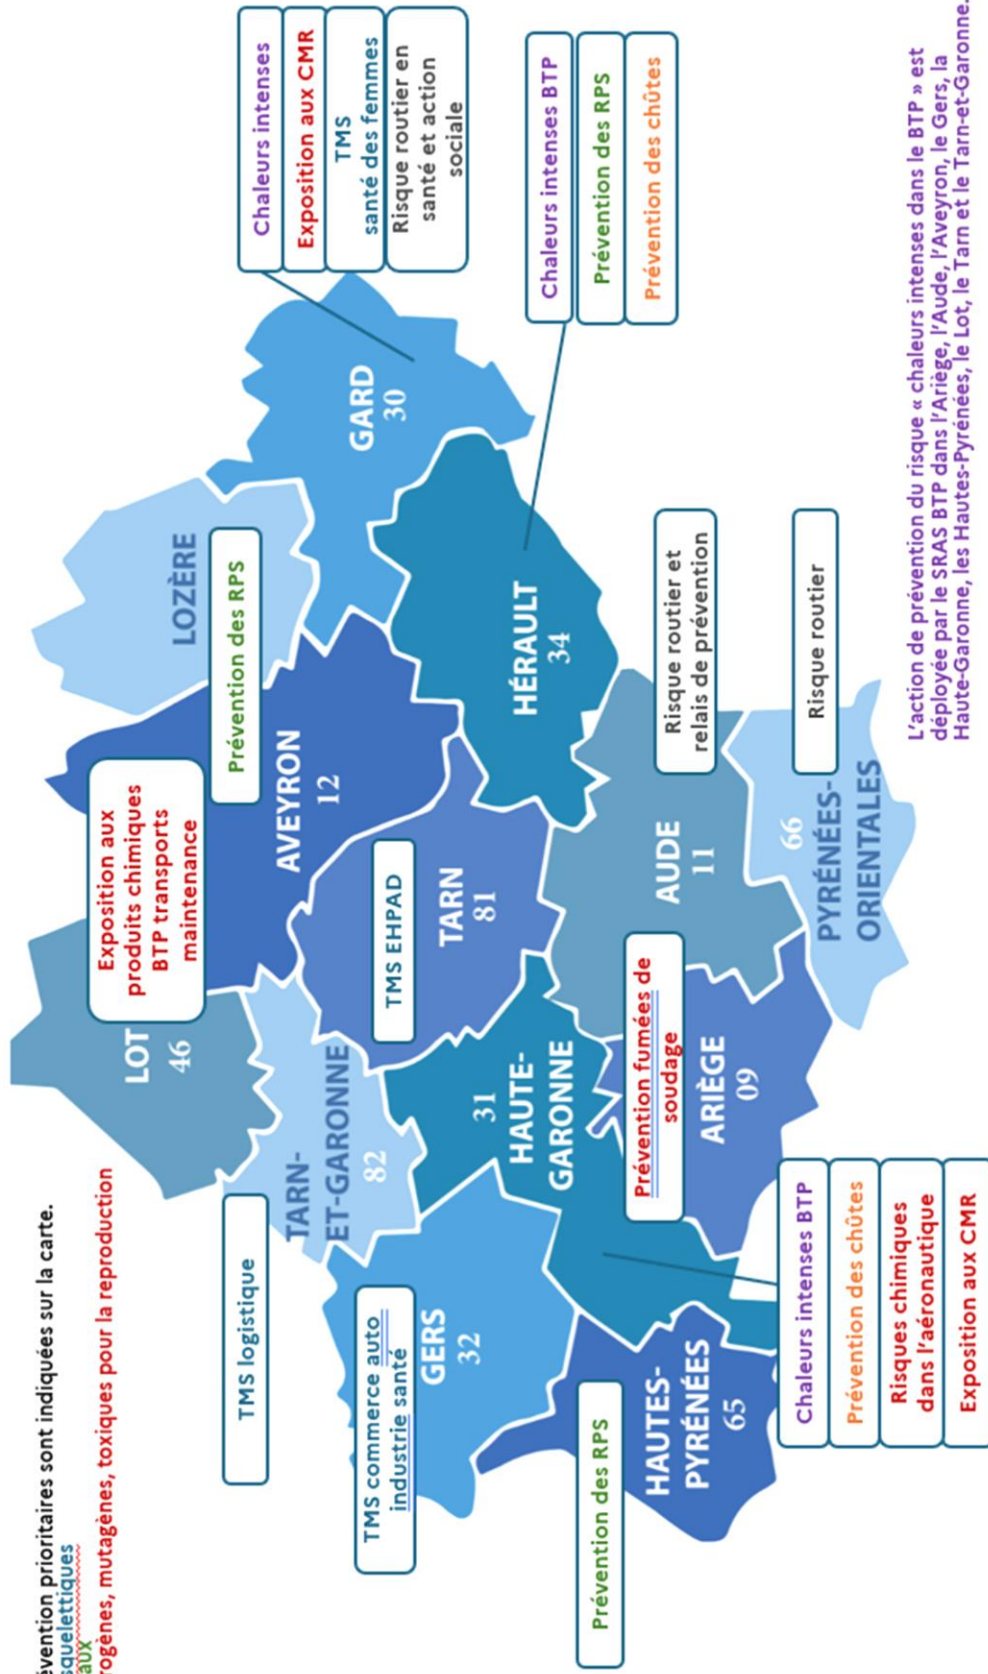 évention prioritaires sont indiquées sur la carte.
squelettiques
aux
rogènes, mutagènes, toxiques pour la reproduction
Chaleurs intenses
Exposition aux CMR
TMS
santé des femmes
Risque routier en
santé et action
sociale
Chaleurs intenses BTP
Prévention des RPS
Prévention des chûtes
GARD
30
LOZÈRE
Prévention des RPS
HÉRAULT
34
Exposition aux
produits chimiques
BTP transports
maintenance
AVEYRON
12
LOT
46
TMS EHPAD
TARN
81
Risque routier et
relais de prévention
AUDE
11
Risque routier
66
PYRÉNÉES-
ORIENTALES
TMS logistique
TARN-
ET-GARONNE
82
31
HAUTE-
GARONNE
Prévention fumées de
soudage
ARIÈGE
09
TMS commerce auto
industrie santé
GERS
32
Prévention des RPS
HAUTES-
PYRÉNÉES
65
Chaleurs intenses BTP
Prévention des chûtes
Risques chimiques
dans l'aéronautique
Exposition aux CMR
L'action de prévention du risque « chaleurs intenses dans le BTP » est
déployée par le SRAS BTP dans l'Ariège, l'Aude, l'Aveyron, le Gers, la
Haute-Garonne, les Hautes-Pyrénées, le Lot, le Tarn et le Tarn-et-Garonne.